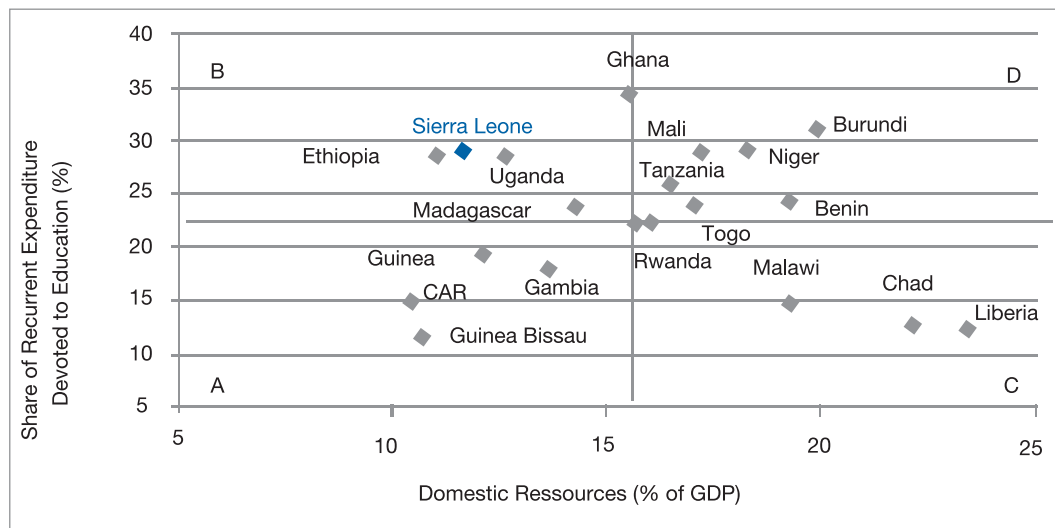 40
35
30
25
20
15
10
5
Share of Recurrent Expenditure
Devoted to Education (%)
B
D
Ghana
Sierra Leone
Mali
Burundi
Ethiopia
Uganda
Tanzania
Niger
Madagascar
Benin
Togo
Guinea
Rwanda
Gambia
Malawi
CAR
Chad
Liberia
Guinea Bissau
A
C
5
10
15
20
25
Domestic Ressources (% of GDP)